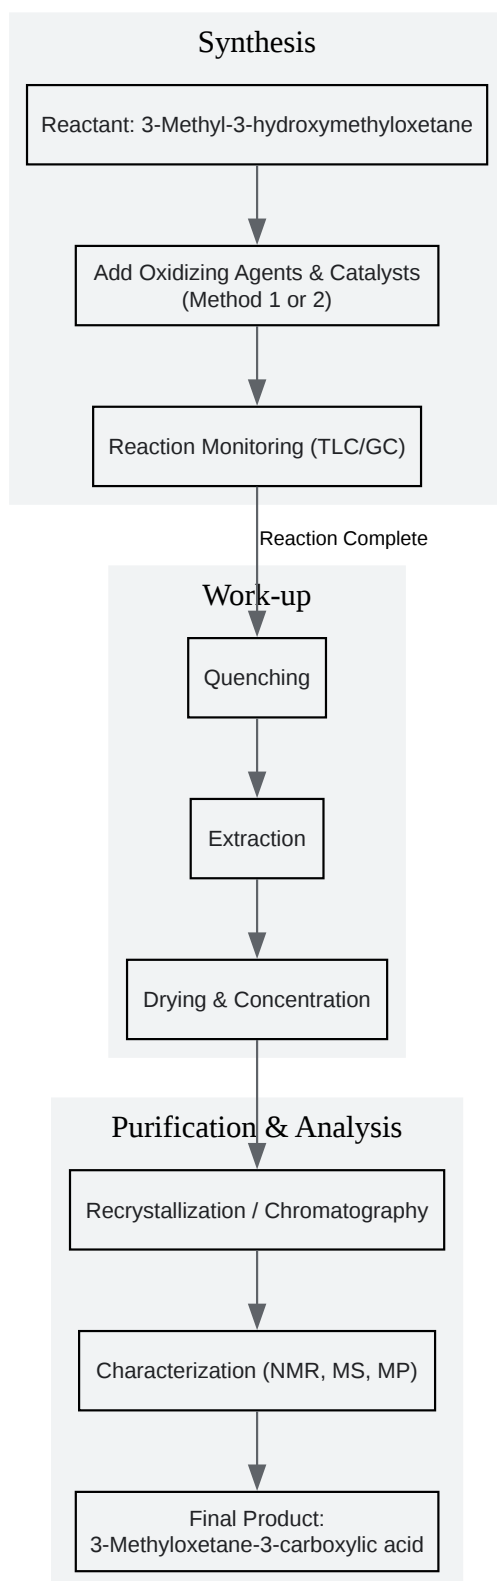 Synthesis
Reactant: 3-Methyl-3-hydroxymethyloxetane
Add Oxidizing Agents & Catalysts
(Method 1 or 2)
Reaction Monitoring (TLC/GC)
Reaction Complete
Work-up
Quenching
Extraction
Drying & Concentration
Purification & Analysis
Recrystallization / Chromatography
Characterization (NMR, MS, MP)
Final Product:
3-Methyloxetane-3-carboxylic acid